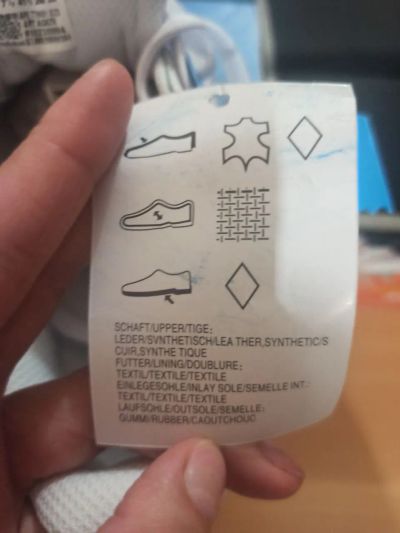 SCHAFT/UPPER/TIGE:
LEDER/SVNTHETISCH/LEA THER,SYNTHETIC/S
CUIR,SYNTHE TIQUE
FUTTER/LINING/DOUBLURE:
TEXTIL/TEXTILE/TEXTILE
EINLEGESOHLE/INLAY SOLE/SEMELLE INT.:
TEXTIL/TEXTILE/TEXTILE
LAUFSOHLE/OUTSOLE/SEMELLE:
GUMMI/RUBBER/CAOUTCHOUC